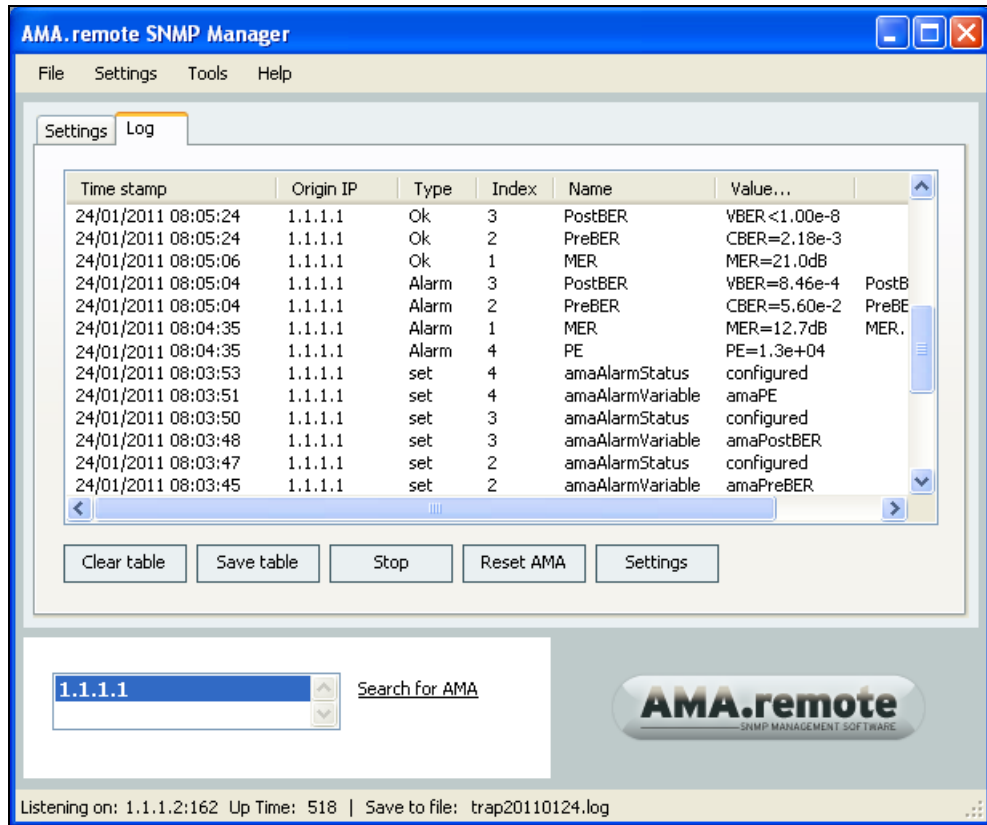 AMA.remote SNMP Manager
File Settings Tools Help
Settings Log
Time stamp Origin IP Type Index Name Value...
24/01/2011 08:05:24 1.1.1.1 Ok 3 PostBER VBER<1.00e-8
24/01/2011 08:05:24 1.1.1.1 Ok 2 PreBER CBER=2.18e-3
24/01/2011 08:05:06 1.1.1.1 Ok 1 MER MER=21.0dB
24/01/2011 08:05:04 1.1.1.1 Alarm 3 PostBER VBER=8.46e-4 PostB
24/01/2011 08:05:04 1.1.1.1 Alarm 2 PreBER CBER=5.60e-2 PreBE
24/01/2011 08:04:35 1.1.1.1 Alarm 1 MER MER=12.7dB MER.
24/01/2011 08:04:35 1.1.1.1 Alarm 4 PE PE=1.3e+04
24/01/2011 08:03:53 1.1.1.1 set 4 amaAlarmStatus configured
24/01/2011 08:03:51 1.1.1.1 set 4 amaAlarmVariable amaPE
24/01/2011 08:03:50 1.1.1.1 set 3 amaAlarmStatus configured
24/01/2011 08:03:48 1.1.1.1 set 3 amaAlarmVariable amaPostBER
24/01/2011 08:03:47 1.1.1.1 set 2 amaAlarmStatus configured
24/01/2011 08:03:45 1.1.1.1 set 2 amaAlarmVariable amaPreBER
Clear table Save table Stop Reset AMA Settings
1.1.1.1 Search for AMA
AMA.remote
SNMP MANAGEMENT SOFTWARE
Listening on: 1.1.1.2:162 Up Time: 518 | Save to file: trap20110124.log